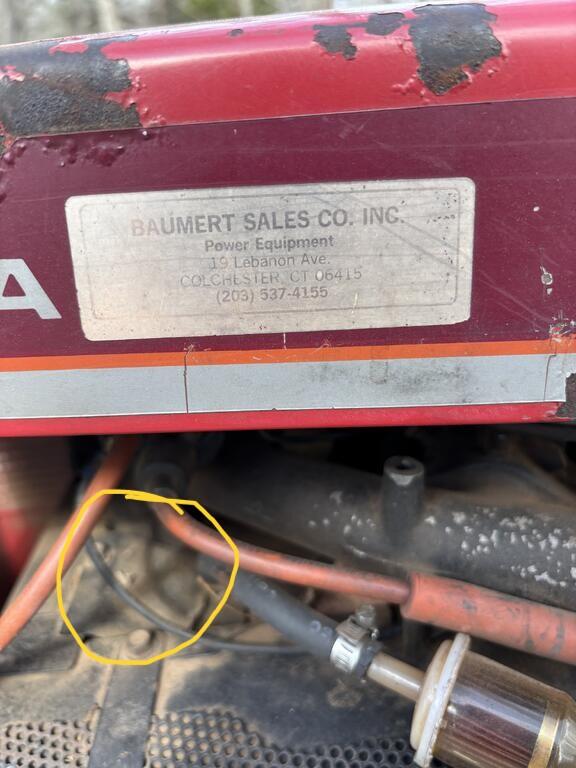 BAUMERT SALES CO. INC.
Power Equipment
A
19 Lebanon Ave.
COLCHESTER, CT 06415
(203) 537-4155